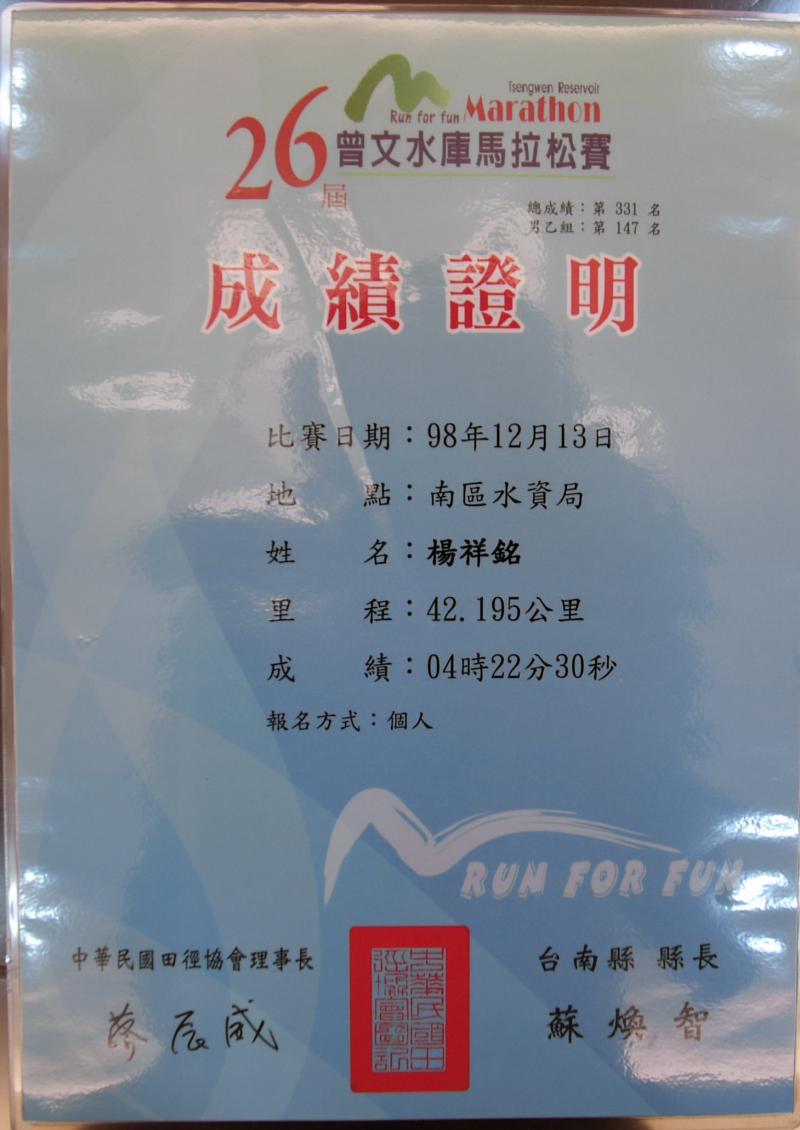 Tsengwen Reservoir
Run for fun Marathon
26屆 曾文水庫馬拉松賽
總成績：第 331 名
男乙組：第 147 名
成績證明
比賽日期：98年12月13日
地 點：南區水資局
姓 名：楊祥銘
里 程：42.195公里
成 績：04時22分30秒
報名方式：個人
RUN FOR FUN
中華民國田徑協會理事長
蔡辰威
台南縣 縣長
蘇煥智